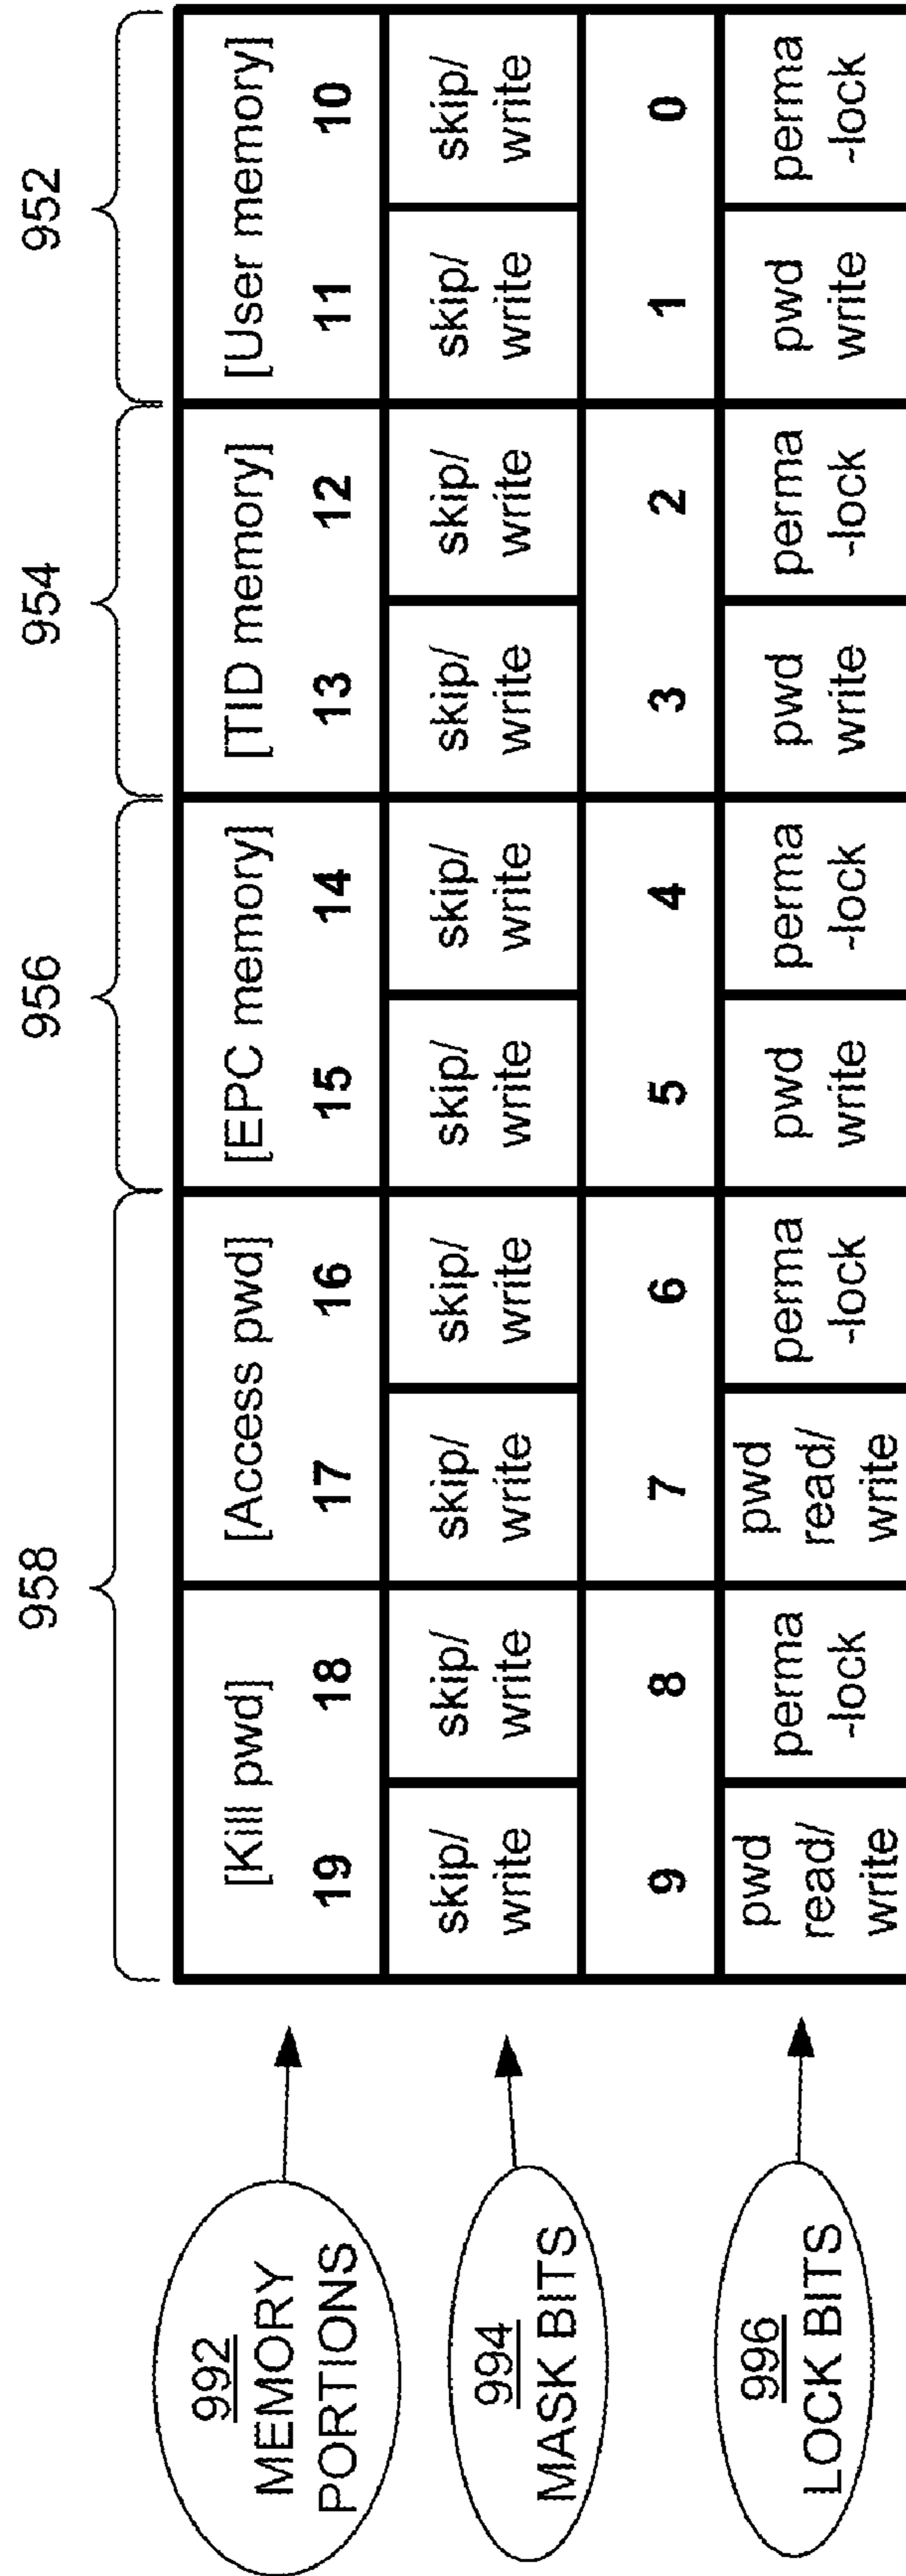 958 956 954 952
992
MEMORY
PORTIONS
[Kill pwd] [Access pwd] [EPC memory] [TID memory] [User memory]
19 18 17 16 15 14 13 12 11 10
994
MASK BITS
skip/ skip/ skip/ skip/ skip/ skip/ skip/ skip/ skip/ skip/
write write write write write write write write write write
9 8 7 6 5 4 3 2 1 0
996
LOCK BITS
pwd perma pwd perma pwd perma pwd perma pwd perma
read/ -lock read/ -lock write -lock write -lock write -lock
write write